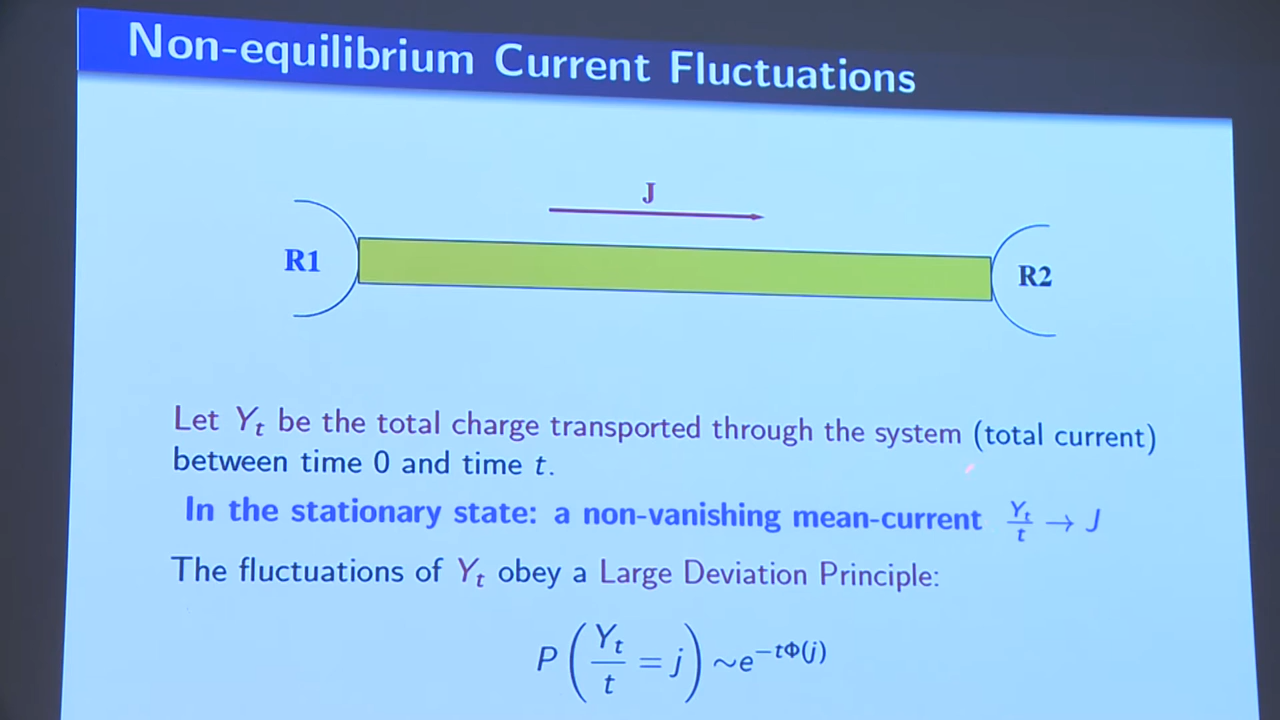 Non-equilibrium Current Fluctuations
J
R1
R2
Let Y_t be the total charge transported through the system (total current)
between time 0 and time t.
In the stationary state: a non-vanishing mean-current Y_t/t → J
The fluctuations of Y_t obey a Large Deviation Principle:
P(Y_t/t = j) ~ e^{-tΦ(j)}